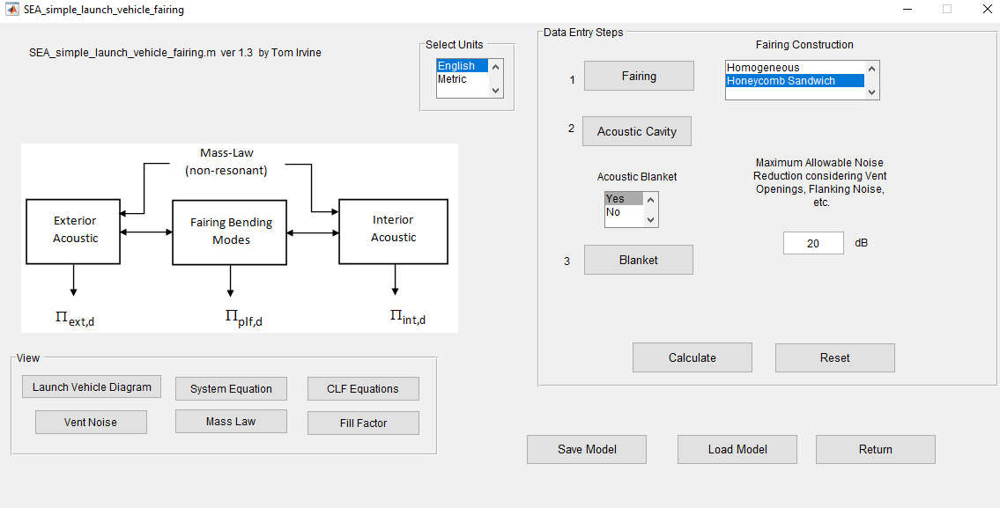 SEA_simple_launch_vehicle_fairing
SEA_simple_launch_vehicle_fairing.m ver 1.3 by Tom Irvine
Select Units
English
Metric
Mass-Law
(non-resonant)
Exterior
Acoustic
Fairing Bending
Modes
Interior
Acoustic
Π ext,d
Π plf,d
Π int,d
View
Launch Vehicle Diagram
System Equation
CLF Equations
Vent Noise
Mass Law
Fill Factor
Data Entry Steps
Fairing Construction
1
Fairing
Homogeneous
Honeycomb Sandwich
2
Acoustic Cavity
Acoustic Blanket
Yes
No
Maximum Allowable Noise
Reduction considering Vent
Openings, Flanking Noise,
etc.
20 dB
3
Blanket
Calculate
Reset
Save Model
Load Model
Return